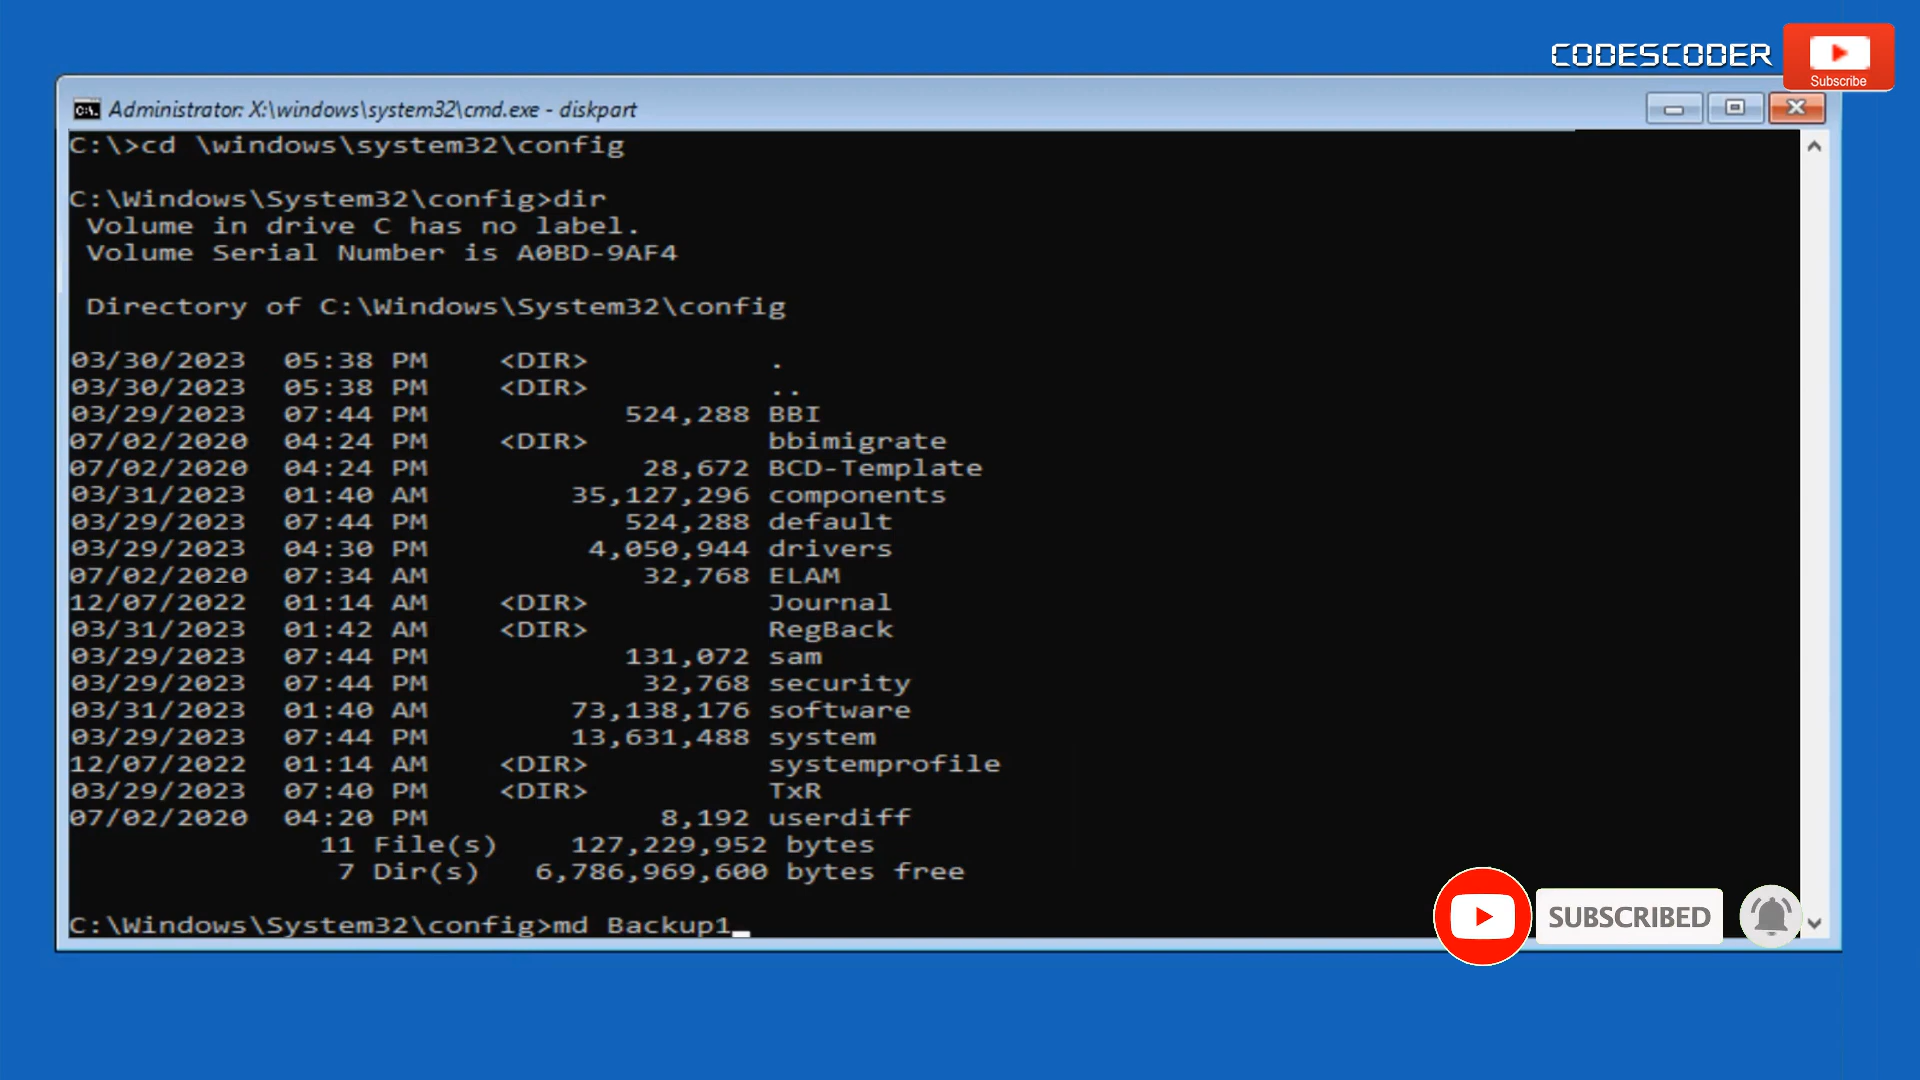 CODESCODER
Subscribe
Administrator: X:\windows\system32\cmd.exe - diskpart
C:\>cd \windows\system32\config
C:\Windows\System32\config>dir
Volume in drive C has no label.
Volume Serial Number is A0BD-9AF4
Directory of C:\Windows\System32\config
03/30/2023 05:38 PM <DIR> .
03/30/2023 05:38 PM <DIR> ..
03/29/2023 07:44 PM 524,288 BBI
07/02/2020 04:24 PM <DIR> bbimigrate
07/02/2020 04:24 PM 28,672 BCD-Template
03/31/2023 01:40 AM 35,127,296 components
03/29/2023 07:44 PM 524,288 default
03/29/2023 04:30 PM 4,050,944 drivers
07/02/2020 07:34 AM 32,768 ELAM
12/07/2022 01:14 AM <DIR> Journal
03/31/2023 01:42 AM <DIR> RegBack
03/29/2023 07:44 PM 131,072 sam
03/29/2023 07:44 PM 32,768 security
03/31/2023 01:40 AM 73,138,176 software
03/29/2023 07:44 PM 13,631,488 system
12/07/2022 01:14 AM <DIR> systemprofile
03/29/2023 07:40 PM <DIR> TxR
07/02/2020 04:20 PM 8,192 userdiff
11 File(s) 127,229,952 bytes
7 Dir(s) 6,786,969,600 bytes free
C:\Windows\System32\config>md Backup1_
SUBSCRIBED